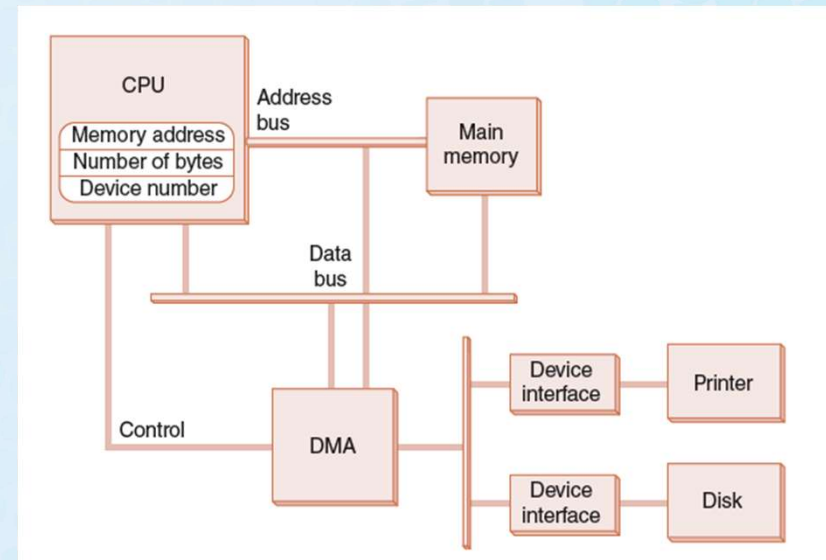 CPU
Memory address
Number of bytes
Device number
Address
bus
Main
memory
Data
bus
Control
DMA
Device
interface
Printer
Device
interface
Disk